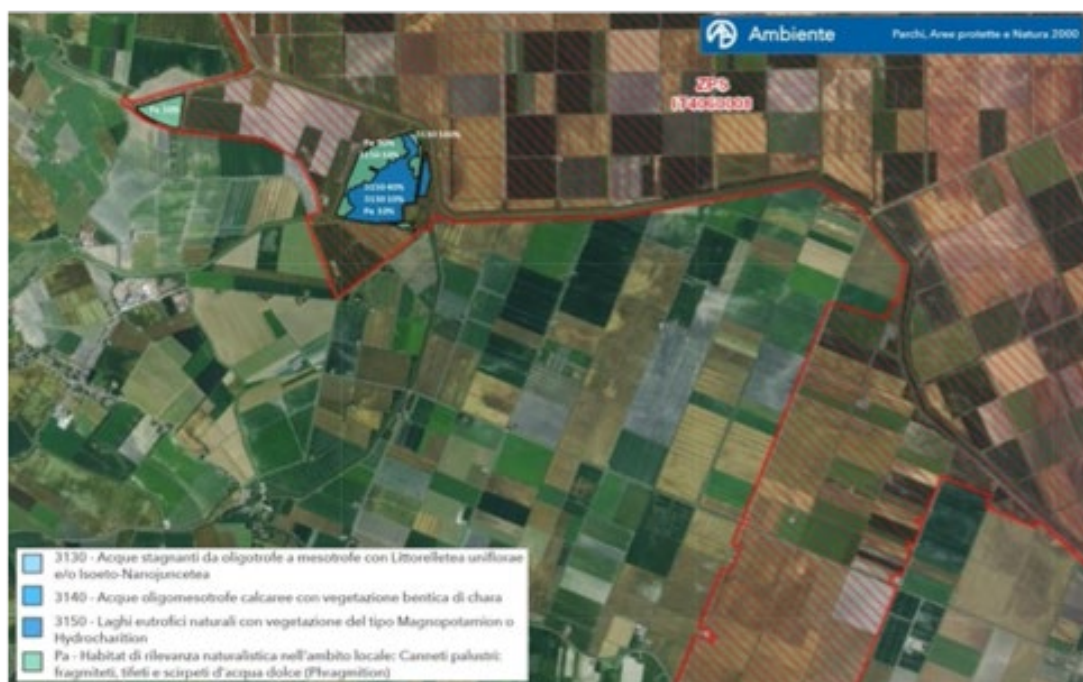 Ambiente
Parchi, Aree protette e Natura 2000
ZPS
IT4060008
3130 - Acque stagnanti da oligotrofe a mesotrofe con Littorelletea uniflorae
e/o Isoeto-Nanojuncetea
3140 - Acque oligomesotrofe calcaree con vegetazione bentica di chara
3150 - Laghi eutrofici naturali con vegetazione del tipo Magnopotamion o
Hydrocharition
Pa - Habitat di rilevanza naturalistica nell'ambito locale: Canneti palustri:
fragmiteti, tifeti e scirpeti d'acqua dolce (Phragmition)